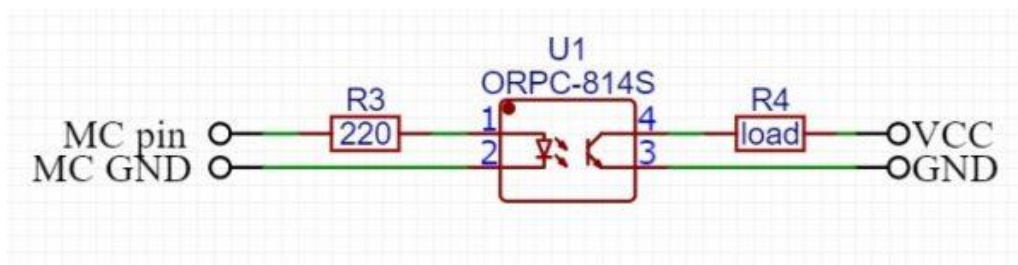 U1
ORPC-814S
R3
R4
MC pin
220
1
4
load
VCC
MC GND
2
3
GND